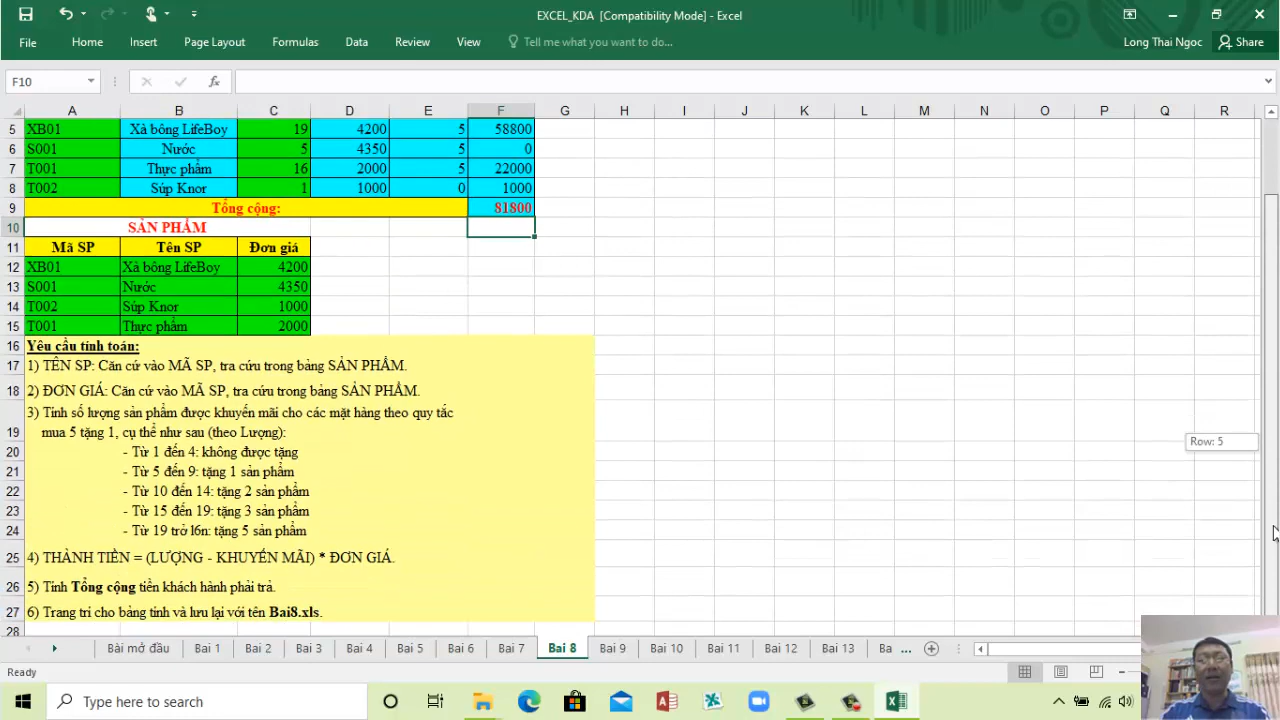 EXCEL_KDA [Compatibility Mode] - Excel
File Home Insert Page Layout Formulas Data Review View Tell me what you want to do... Long Thai Ngoc Share
F10 fx
A B C D E F G H I J K L M N O P Q R
5 XB01 Xà bông LifeBoy 19 4200 5 58800
6 S001 Nước 5 4350 5 0
7 T001 Thực phẩm 16 2000 5 22000
8 T002 Súp Knor 1 1000 0 1000
9 Tổng cộng: 81800
10 SẢN PHẨM
11 Mã SP Tên SP Đơn giá
12 XB01 Xà bông LifeBoy 4200
13 S001 Nước 4350
14 T002 Súp Knor 1000
15 T001 Thực phẩm 2000
16 Yêu cầu tính toán:
17 1) TÊN SP: Căn cứ vào MÃ SP, tra cứu trong bảng SẢN PHẨM.
18 2) ĐƠN GIÁ: Căn cứ vào MÃ SP, tra cứu trong bảng SẢN PHẨM.
3) Tính số lượng sản phẩm được khuyến mãi cho các mặt hàng theo quy tắc
19 mua 5 tặng 1, cụ thể như sau (theo Lượng):
20 - Từ 1 đến 4: không được tặng
21 - Từ 5 đến 9: tặng 1 sản phẩm
22 - Từ 10 đến 14: tặng 2 sản phẩm
23 - Từ 15 đến 19: tặng 3 sản phẩm
24 - Từ 19 trở l6n: tặng 5 sản phẩm
25 4) THÀNH TIỀN = (LƯỢNG - KHUYẾN MÃI) * ĐƠN GIÁ.
26 5) Tính Tổng cộng tiền khách hành phải trả.
27 6) Trang trí cho bảng tính và lưu lại với tên Bai8.xls.
28
Row: 5
Bài mở đầu Bai 1 Bai 2 Bai 3 Bai 4 Bai 5 Bai 6 Bai 7 Bai 8 Bai 9 Bai 10 Bai 11 Bai 12 Bai 13 Ba ...
Ready
Type here to search